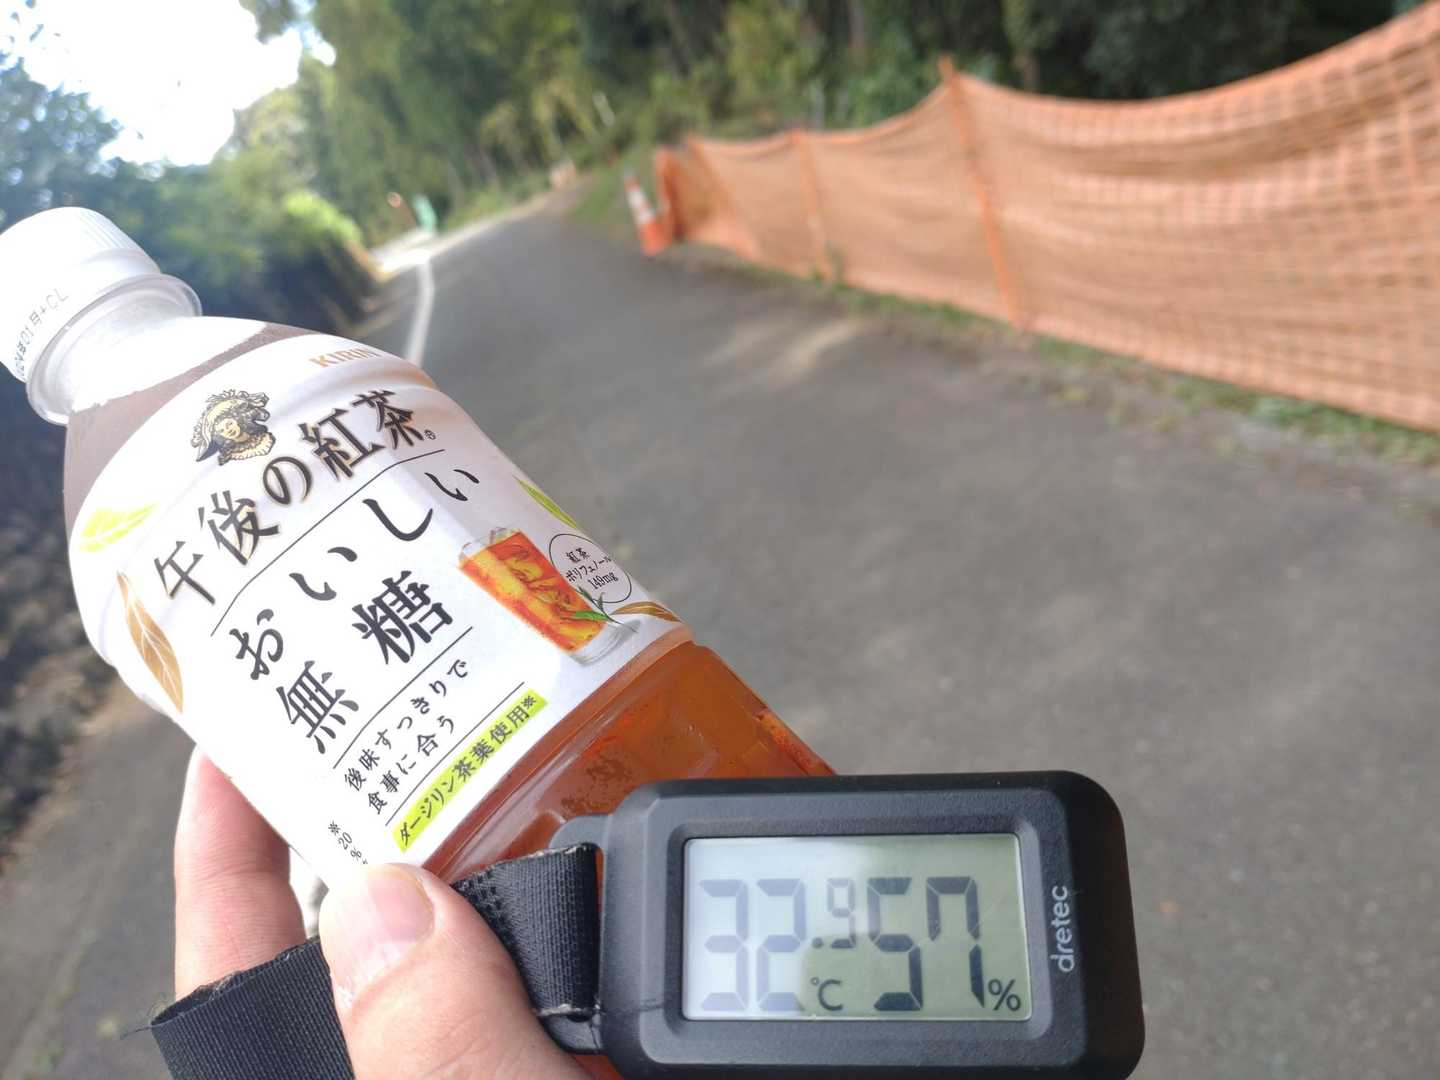 KIRIN
午後の紅茶
おいしい
無糖
後味すっきりで
食事に合う
ダージリン茶葉使用※
※20%
紅茶
ポリフェノール
149mg
32.9℃ 57%
dretec